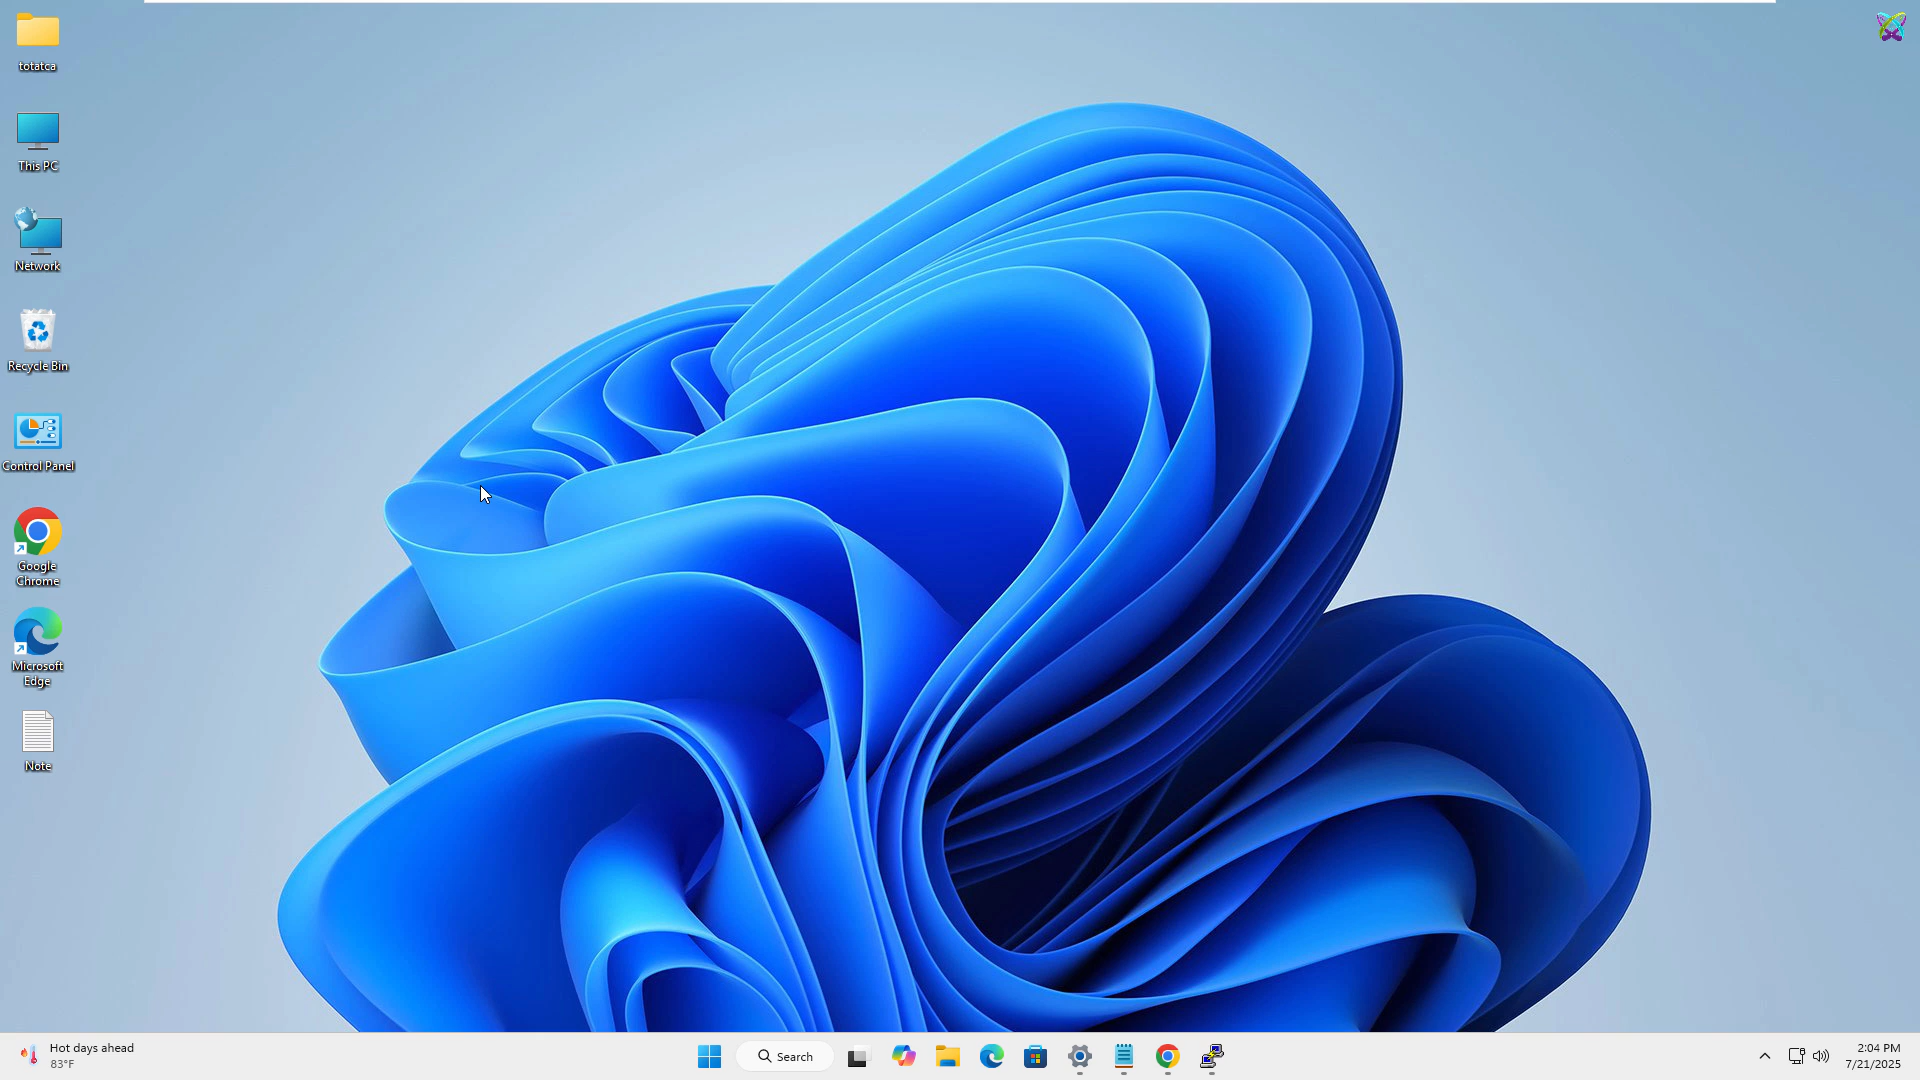 totatca
This PC
Network
Recycle Bin
Control Panel
Google
Chrome
Microsoft
Edge
Note
Hot days ahead
83°F
Search
2:04 PM
7/21/2025